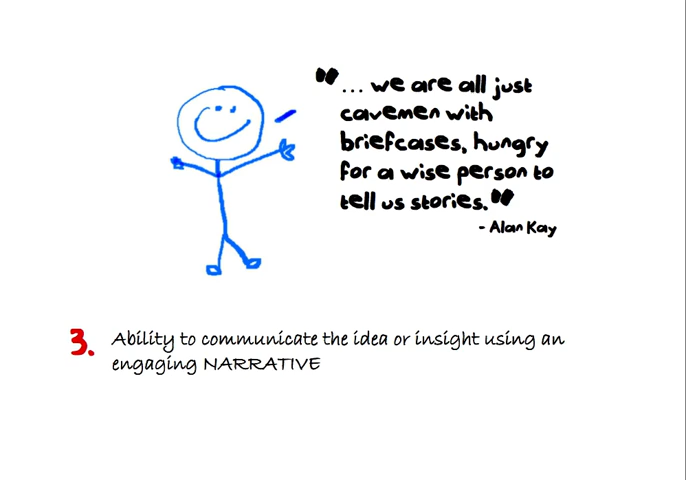 "... we are all just
cavemen with
briefcases, hungry
for a wise person to
tell us stories."
- Alan Kay
3. Ability to communicate the idea or insight using an
engaging NARRATIVE